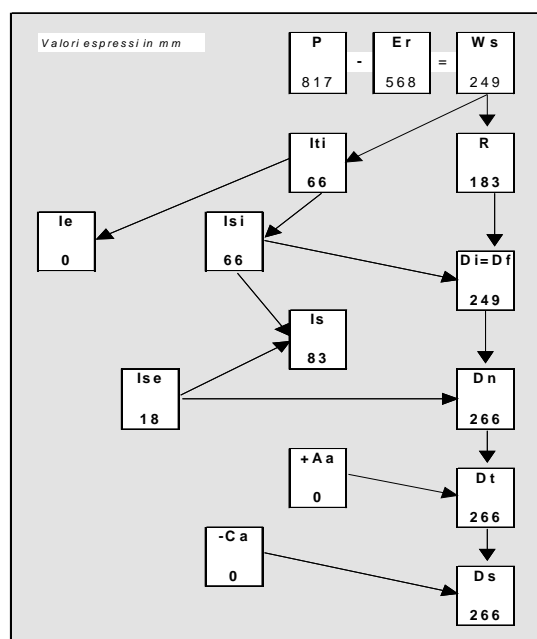 Valori espressi in mm
P - Er = Ws
817 568 249
Iti R
66 183
Ie Isi
0 66
Di=Df
249
Is
83
Ise Dn
18 266
+Aa Dt
0 266
-Ca Ds
0 266